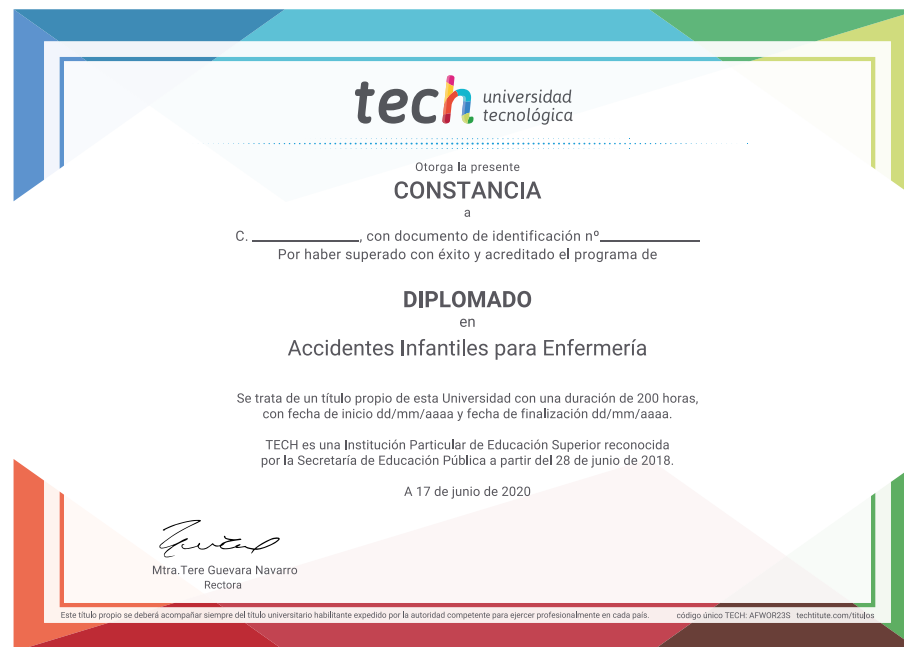 tech universidad
tecnológica
Otorga la presente
CONSTANCIA
a
C. ____________, con documento de identificación nº____________
Por haber superado con éxito y acreditado el programa de
DIPLOMADO
en
Accidentes Infantiles para Enfermería
Se trata de un título propio de esta Universidad con una duración de 200 horas,
con fecha de inicio dd/mm/aaaa y fecha de finalización dd/mm/aaaa.
TECH es una Institución Particular de Educación Superior reconocida
por la Secretaría de Educación Pública a partir del 28 de junio de 2018.
A 17 de junio de 2020
Mtra.Tere Guevara Navarro
Rectora
Este título propio se deberá acompañar siempre del título universitario habilitante expedido por la autoridad competente para ejercer profesionalmente en cada país. código único TECH: AFWOR23S techtitute.com/titulos